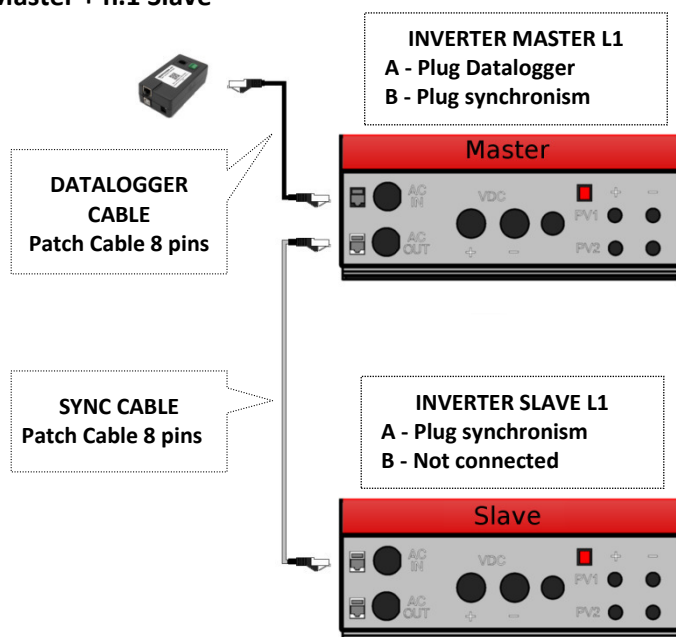 Master + n.1 Slave
INVERTER MASTER L1
A - Plug Datalogger
B - Plug synchronism
DATALOGGER
CABLE
Patch Cable 8 pins
Master
AC
IN
VDC
+ -
PV1
AC
OUT
+ -
PV2
SYNC CABLE
Patch Cable 8 pins
INVERTER SLAVE L1
A - Plug synchronism
B - Not connected
Slave
AC
IN
VDC
+ -
PV1
AC
OUT
+ -
PV2